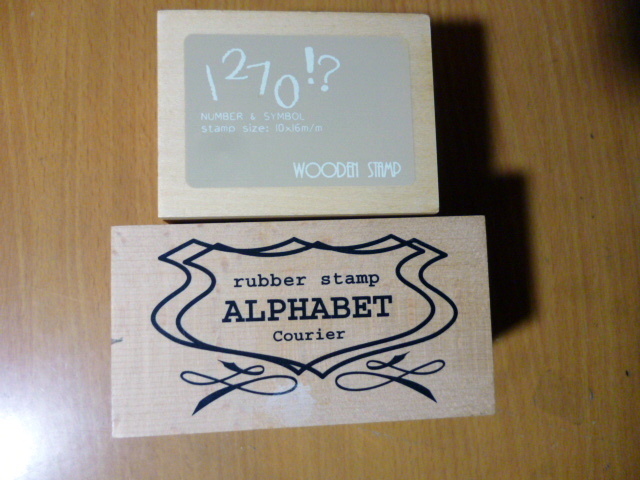 1270!?
NUMBER & SYMBOL
stamp size: 10x16m/m
WOODEN STAMP
rubber stamp
ALPHABET
Courier